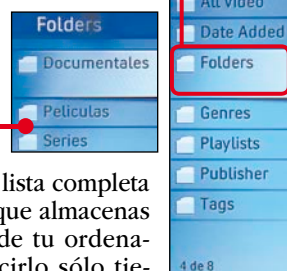 Folders
Documentales
Peliculas
Series
lista completa
que almacenas
de tu ordena-
cirlo sólo tie-
All Video
Date Added
Folders
Genres
Playlists
Publisher
Tags
4 de 8